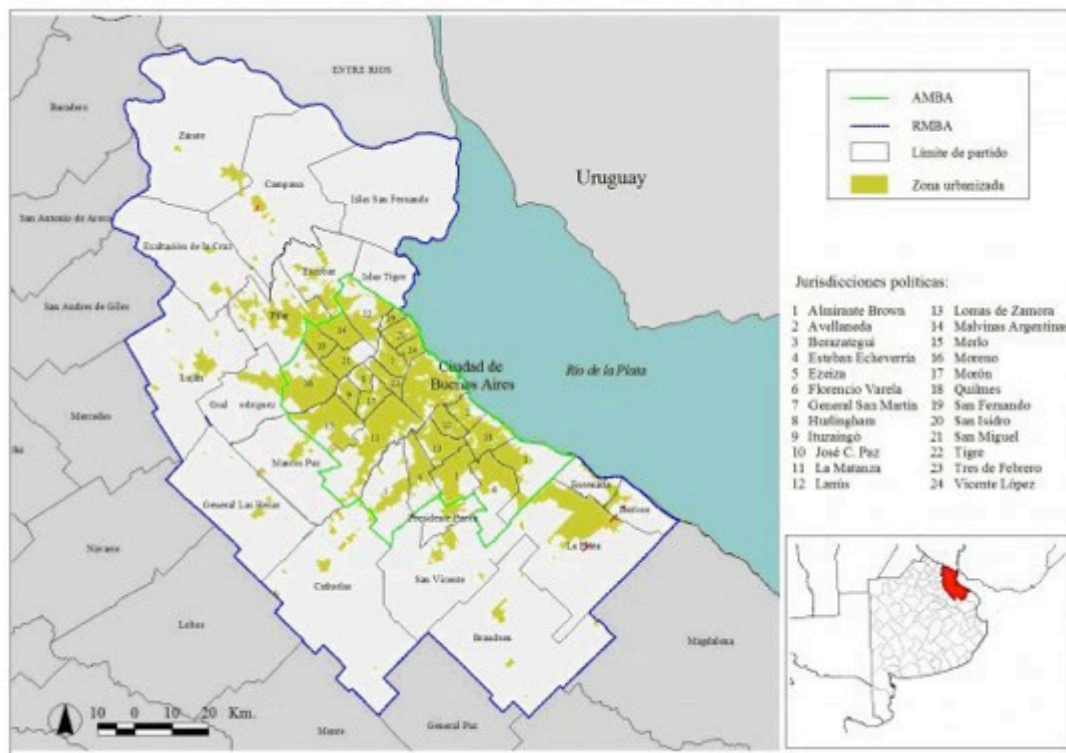 ENTRE RIOS
Baradero
Zárate
Campana
Uruguay
Islas San Fernando
San Antonio de Areco
Exaltación de la Cruz
Escobar
Islas Tigre
San Andres de Giles
Pilar
Ciudad de
Buenos Aires
Río de la Plata
Luján
Mercedes
Gral
Marcos Paz
General Las Heras
Ensenada
Berisso
Presidente Perón
La Plata
Navarro
Cañuelas
San Vicente
Lobos
Brandsen
Magdalena
General Paz
Monte
10 0 10 20 Km.
AMBA
RMBA
Límite de partido
Zona urbanizada
Jurisdicciones políticas:
1 Almirante Brown
2 Avellaneda
3 Berazategui
4 Esteban Echeverría
5 Ezeiza
6 Florencio Varela
7 General San Martín
8 Hurlingham
9 Ituzaingó
10 José C. Paz
11 La Matanza
12 Lanús
13 Lomas de Zamora
14 Malvinas Argentinas
15 Merlo
16 Moreno
17 Morón
18 Quilmes
19 San Fernando
20 San Isidro
21 San Miguel
22 Tigre
23 Tres de Febrero
24 Vicente López